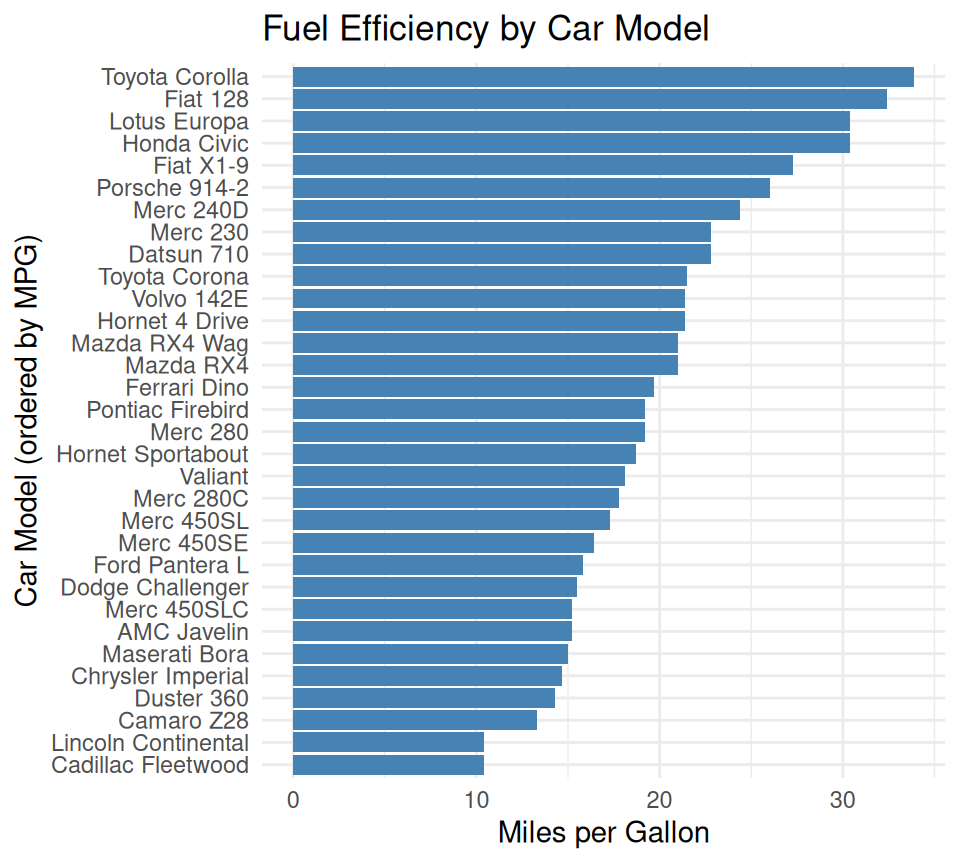 Fuel Efficiency by Car Model
Car Model (ordered by MPG)
Toyota Corolla
Fiat 128
Lotus Europa
Honda Civic
Fiat X1-9
Porsche 914-2
Merc 240D
Merc 230
Datsun 710
Toyota Corona
Volvo 142E
Hornet 4 Drive
Mazda RX4 Wag
Mazda RX4
Ferrari Dino
Pontiac Firebird
Merc 280
Hornet Sportabout
Valiant
Merc 280C
Merc 450SL
Merc 450SE
Ford Pantera L
Dodge Challenger
Merc 450SLC
AMC Javelin
Maserati Bora
Chrysler Imperial
Duster 360
Camaro Z28
Lincoln Continental
Cadillac Fleetwood
0 10 20 30
Miles per Gallon